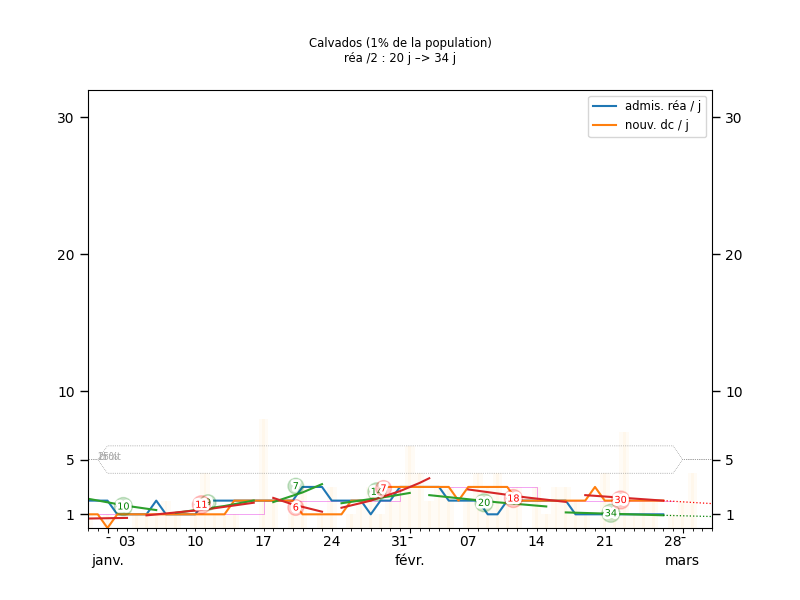 Calvados (1% de la population)
réa /2 : 20 j –> 34 j
admis. réa / j
nouv. dc / j
30 30
20 20
10 10
5 5
1 1
10 11 7 6 7 20 18 34 30
03 10 17 24 31 07 14 21 28
janv. févr. mars